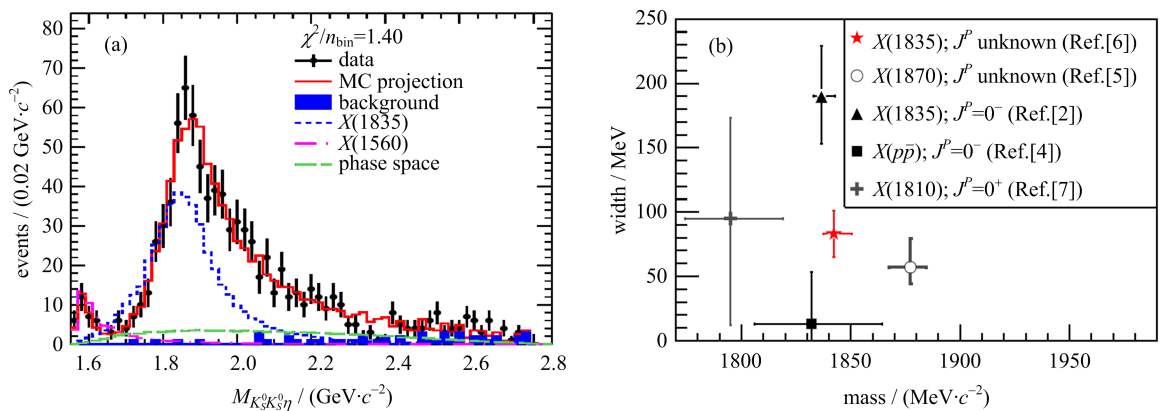 (a)
χ²/n_bin=1.40
data
MC projection
background
X(1835)
X(1560)
phase space
80
70
60
50
40
30
20
10
0
events / (0.02 GeV·c⁻²)
1.6 1.8 2.0 2.2 2.4 2.6 2.8
M_{K_S^0K_S^0η} / (GeV·c⁻²)
(b)
X(1835); J^P unknown (Ref.[6])
X(1870); J^P unknown (Ref.[5])
X(1835); J^P=0⁻ (Ref.[2])
X(pp̄); J^P=0⁻ (Ref.[4])
X(1810); J^P=0⁺ (Ref.[7])
250
200
150
100
50
0
width / MeV
1800 1850 1900 1950
mass / (MeV·c⁻²)